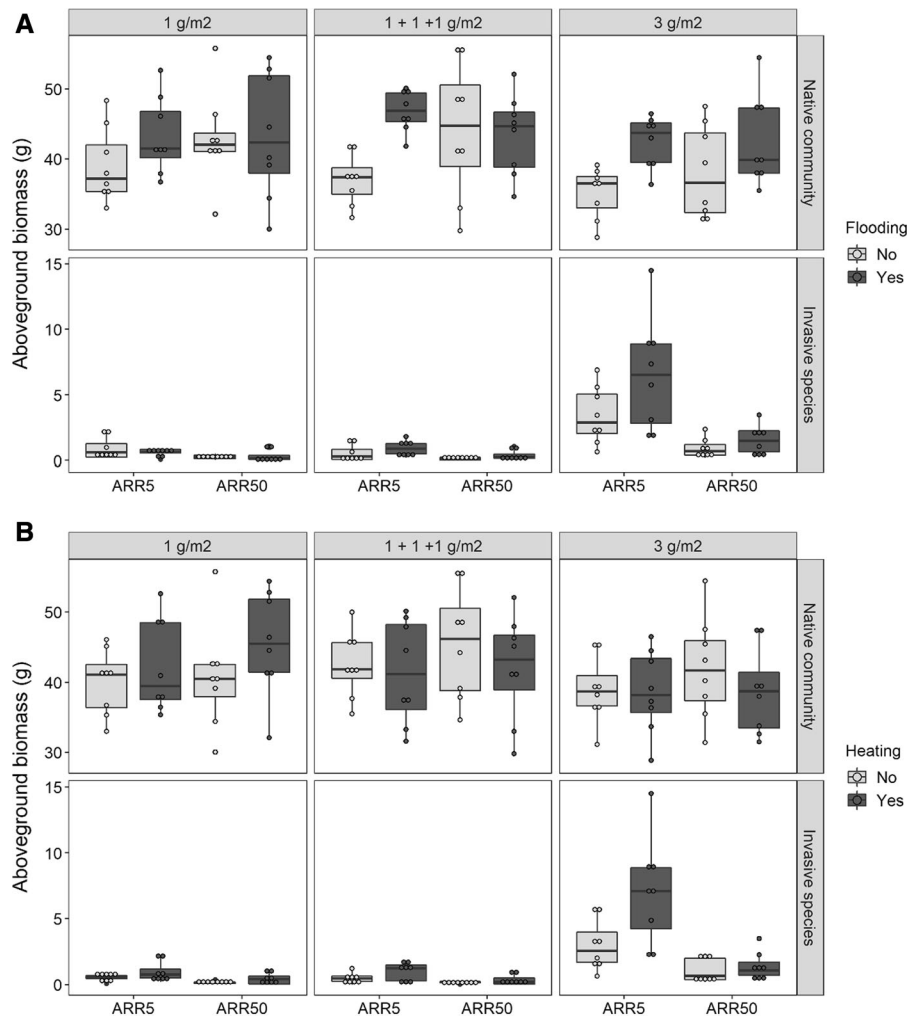 A
1 g/m2
1 + 1 +1 g/m2
3 g/m2
Aboveground biomass (g)
50
40
30
Native community
15
10
5
0
Invasive species
ARR5
ARR50
ARR5
ARR50
ARR5
ARR50
Flooding
No
Yes
B
1 g/m2
1 + 1 +1 g/m2
3 g/m2
Aboveground biomass (g)
50
40
30
Native community
15
10
5
0
Invasive species
ARR5
ARR50
ARR5
ARR50
ARR5
ARR50
Heating
No
Yes